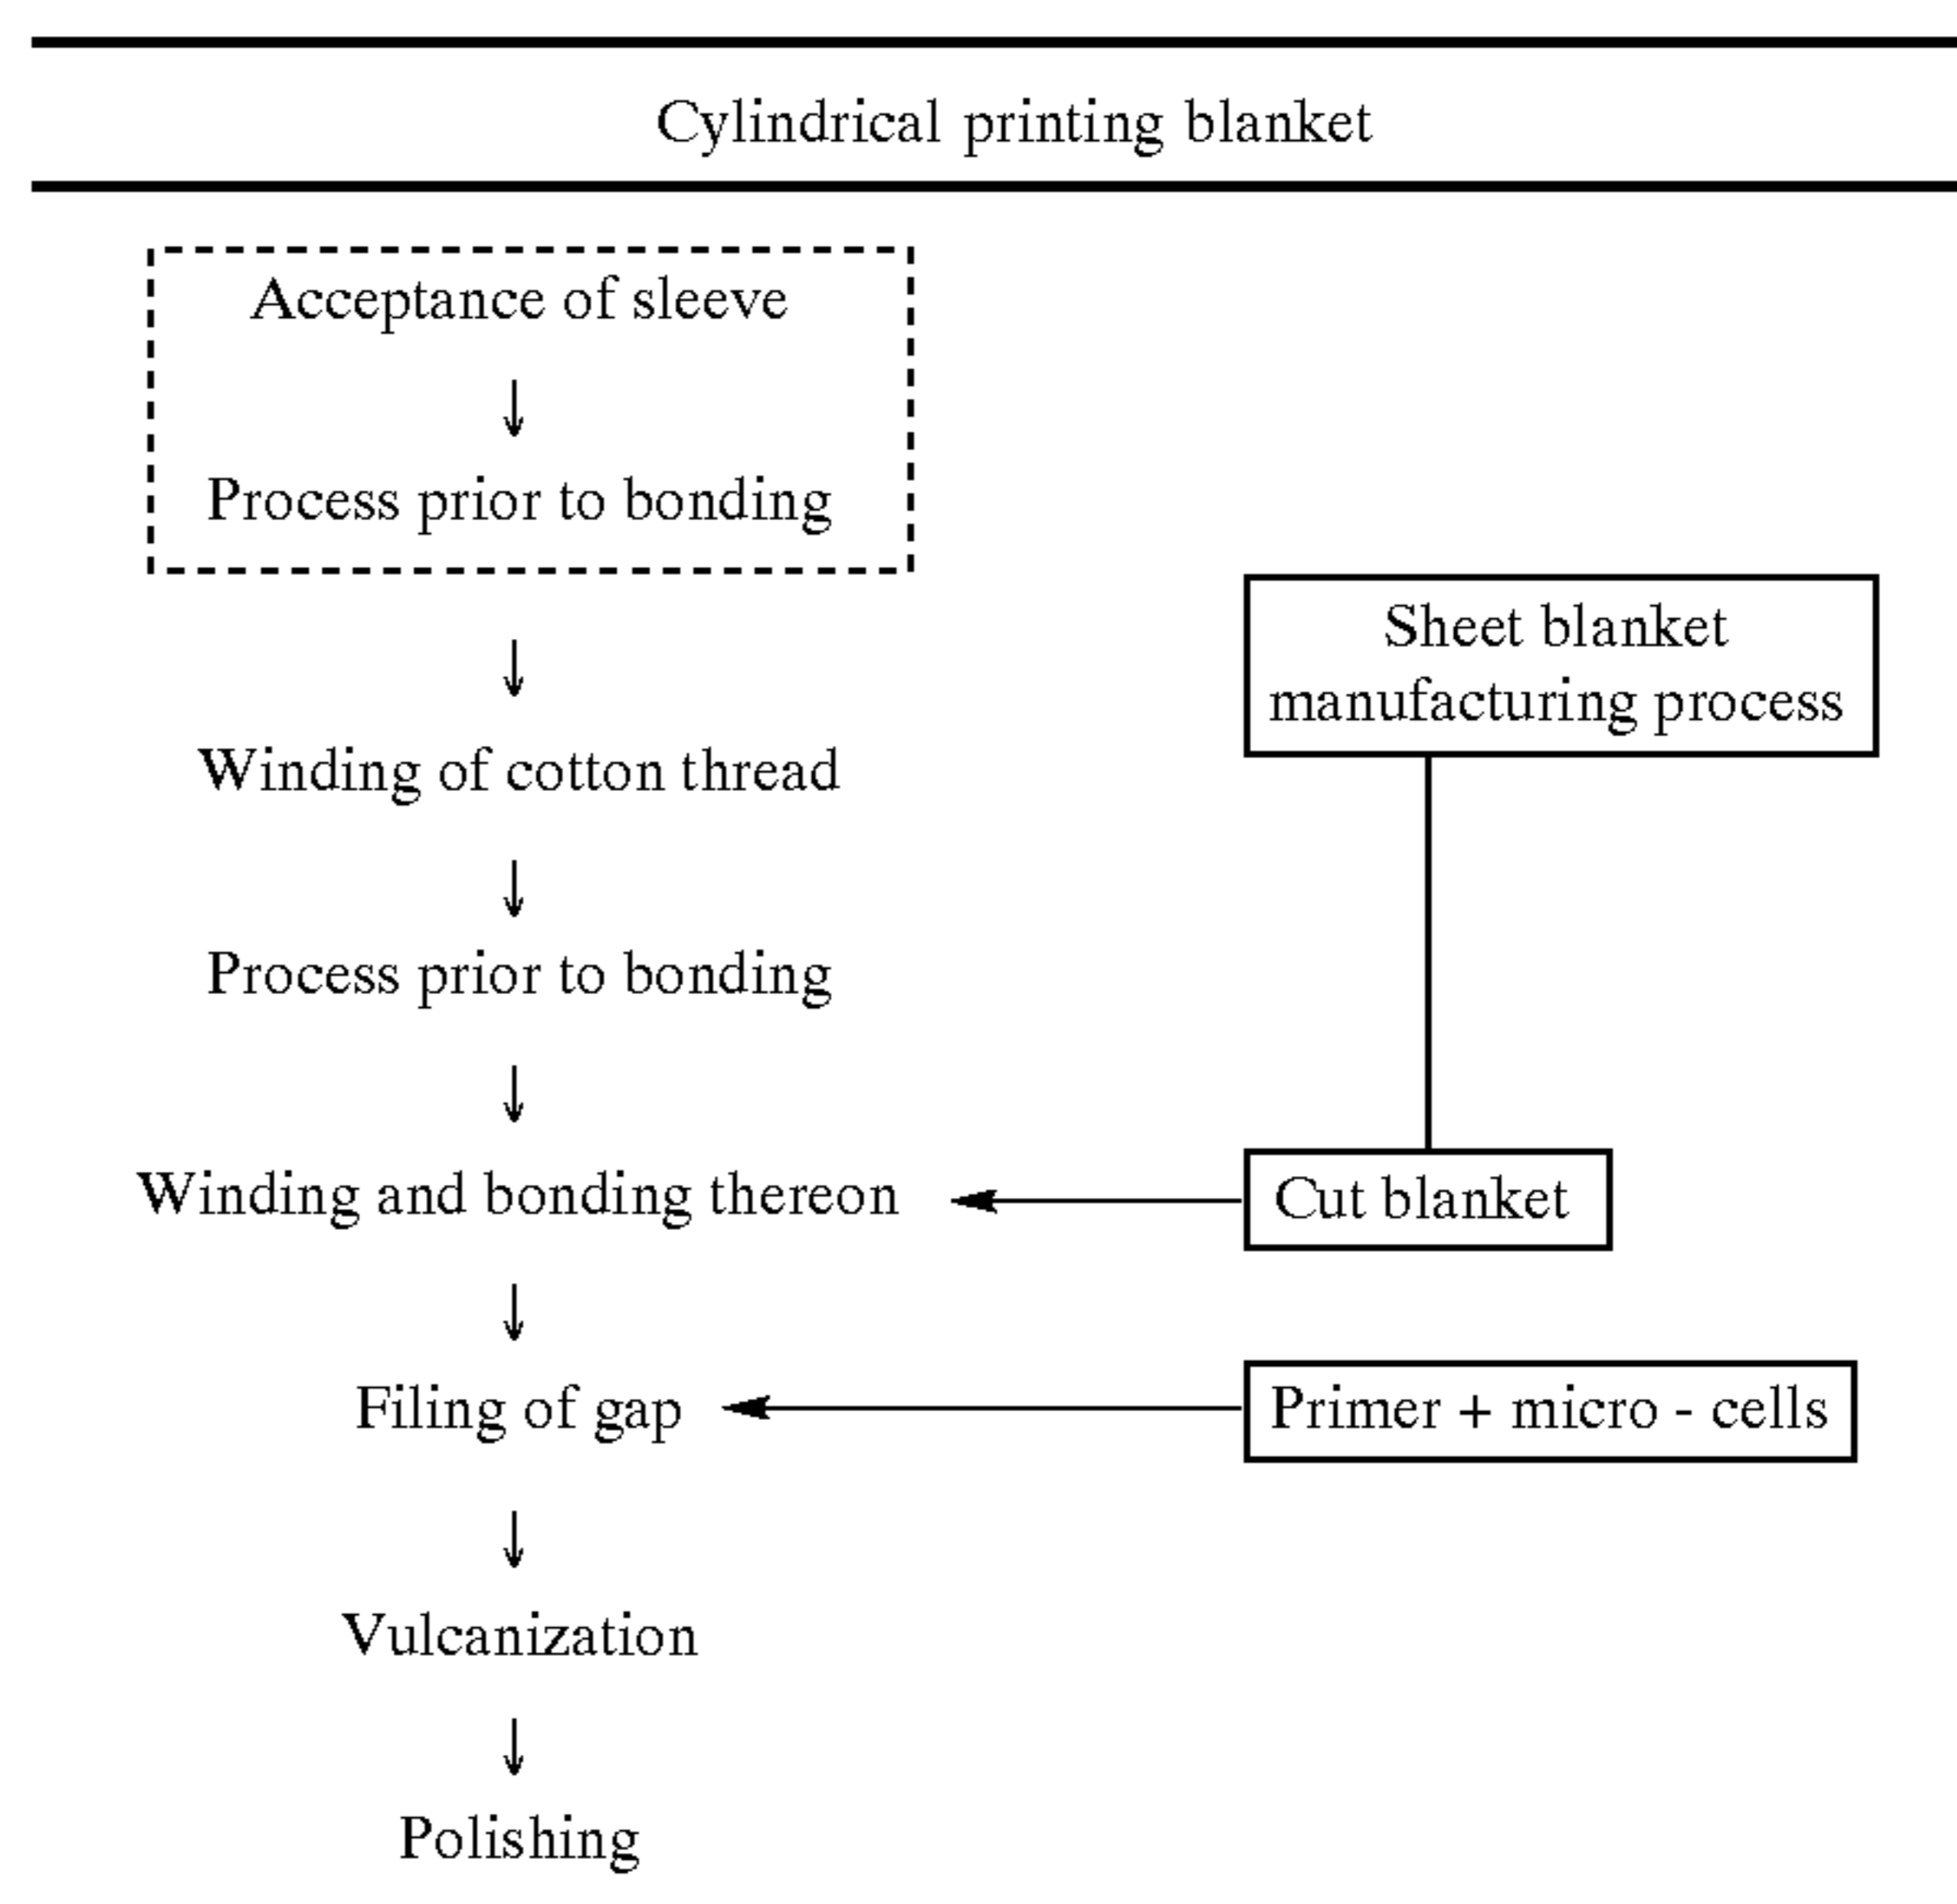 Cylindrical printing blanket
Acceptance of sleeve
↓
Process prior to bonding
↓
Winding of cotton thread
↓
Process prior to bonding
↓
Winding and bonding thereon
↓
Filing of gap
↓
Vulcanization
↓
Polishing
Sheet blanket
manufacturing process
Cut blanket
Primer + micro - cells